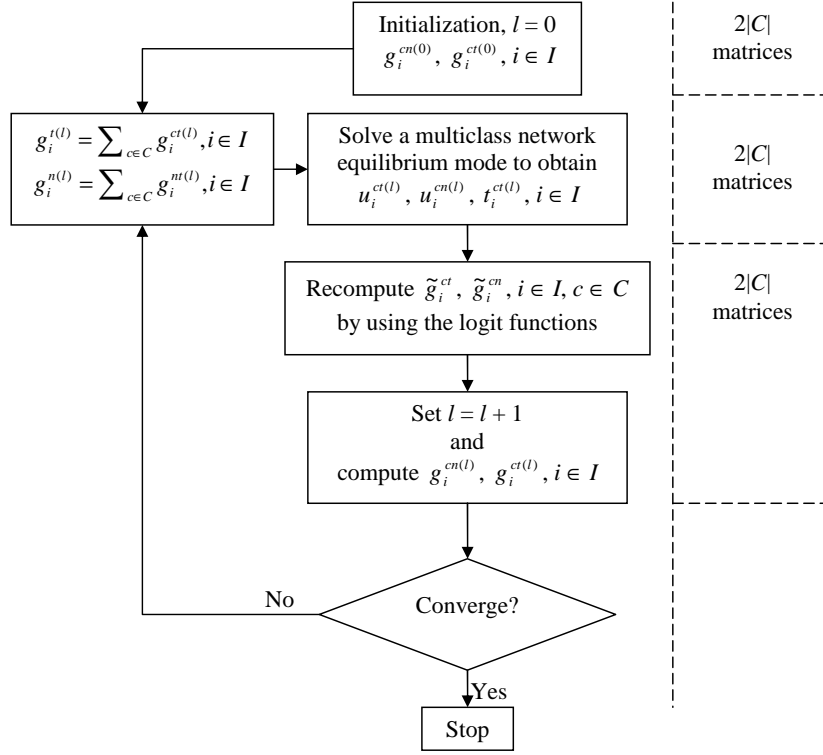 Initialization, l = 0
g_i^{cn(0)}, g_i^{ct(0)}, i ∈ I
2|C|
matrices
g_i^{t(l)} = ∑_{c∈C} g_i^{ct(l)}, i ∈ I
g_i^{n(l)} = ∑_{c∈C} g_i^{nt(l)}, i ∈ I
Solve a multiclass network
equilibrium mode to obtain
u_i^{ct(l)}, u_i^{cn(l)}, t_i^{ct(l)}, i ∈ I
2|C|
matrices
Recompute g̃_i^{ct}, g̃_i^{cn}, i ∈ I, c ∈ C
by using the logit functions
2|C|
matrices
Set l = l + 1
and
compute g_i^{cn(l)}, g_i^{ct(l)}, i ∈ I
Converge?
No
Yes
Stop